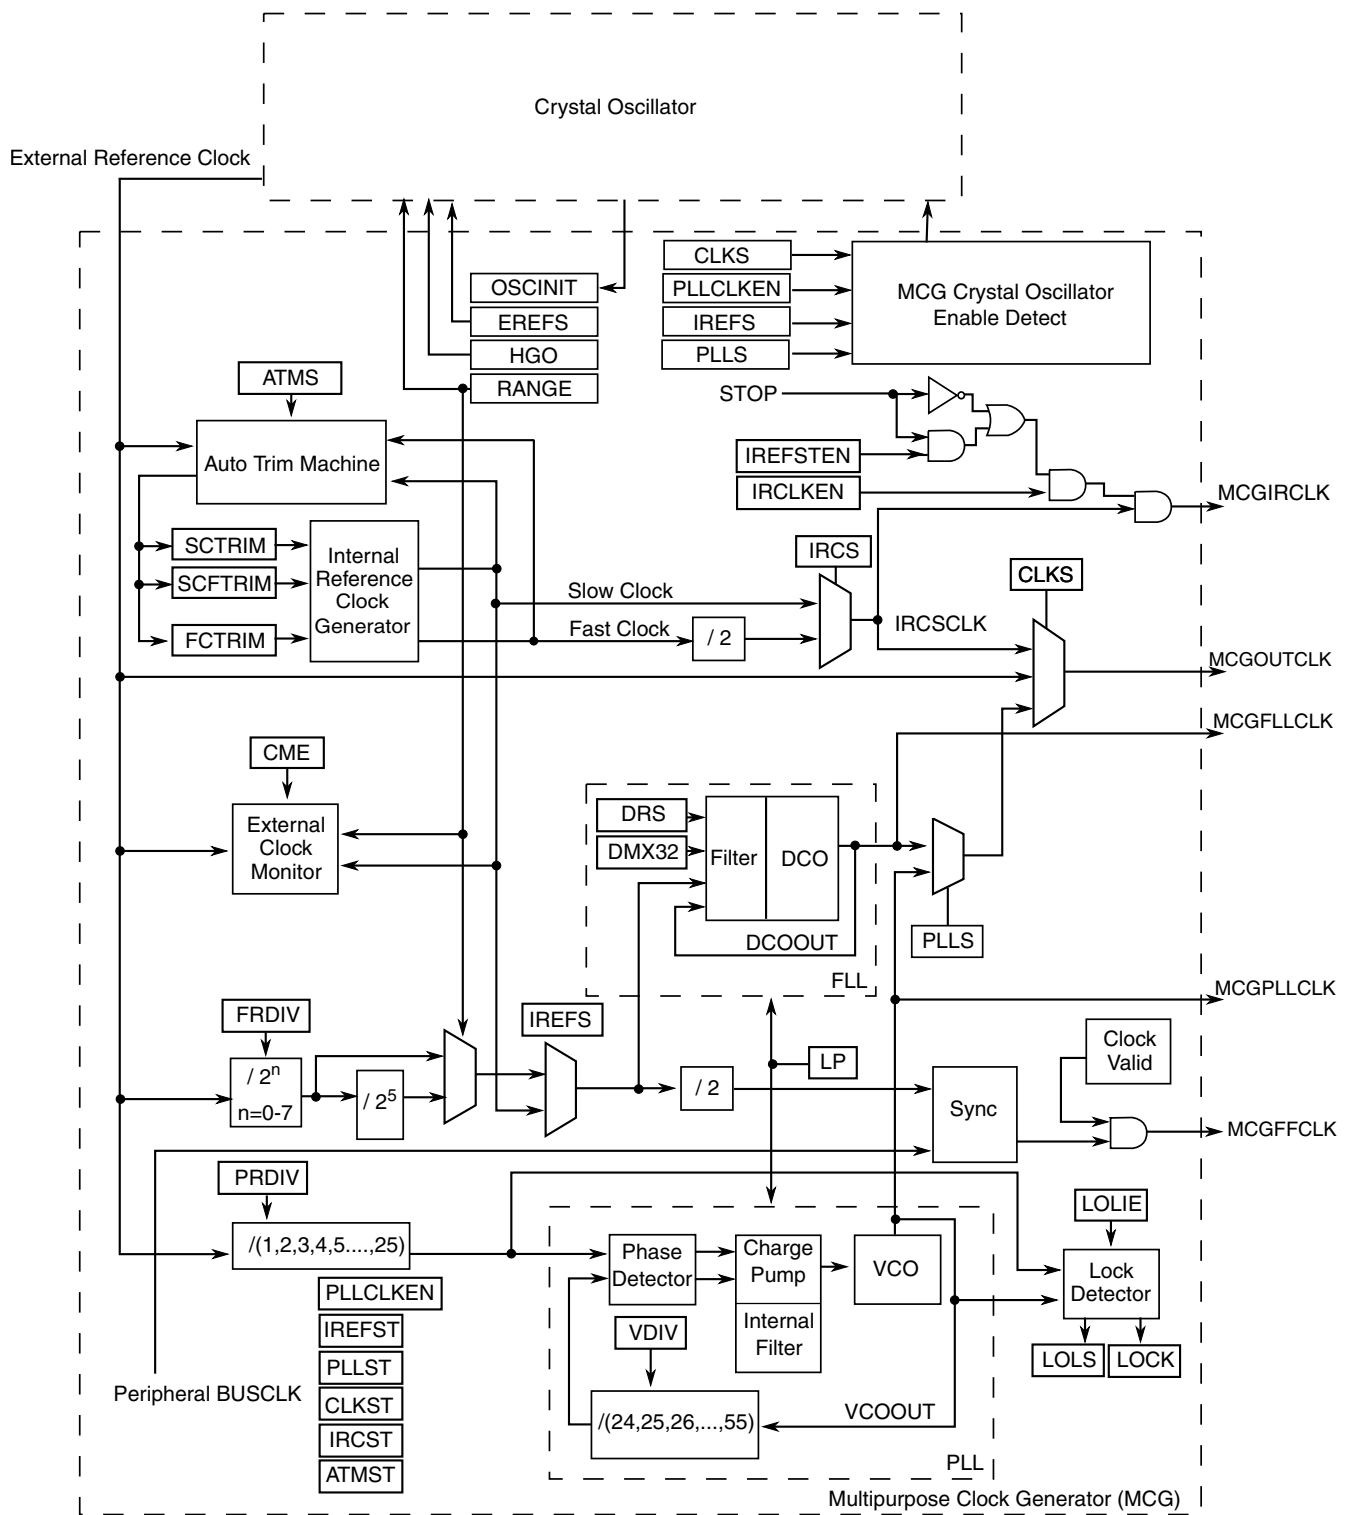 Crystal Oscillator
External Reference Clock
CLKS
PLLCLKEN
IREFS
PLLS
MCG Crystal Oscillator
Enable Detect
OSCINIT
EREFS
HGO
RANGE
STOP
IREFSTEN
IRCLKEN
MCGIRCLK
ATMS
Auto Trim Machine
SCTRIM
SCFTRIM
FCTRIM
Internal
Reference
Clock
Generator
Slow Clock
Fast Clock
/ 2
IRCS
IRCSCLK
CLKS
MCGOUTCLK
MCGFLLCLK
CME
External
Clock
Monitor
DRS
DMX32
Filter
DCO
DCOOUT
FLL
PLLS
MCGPLLCLK
FRDIV
/ 2n
n=0-7
/ 25
IREFS
LP
/ 2
Sync
Clock
Valid
MCGFFCLK
PRDIV
/(1,2,3,4,5....,25)
Phase
Detector
Charge
Pump
Internal
Filter
VCO
LOLIE
Lock
Detector
LOLS
LOCK
VDIV
/(24,25,26,...,55)
VCOOUT
PLL
PLLCLKEN
IREFST
PLLST
CLKST
IRCST
ATMST
Peripheral BUSCLK
Multipurpose Clock Generator (MCG)